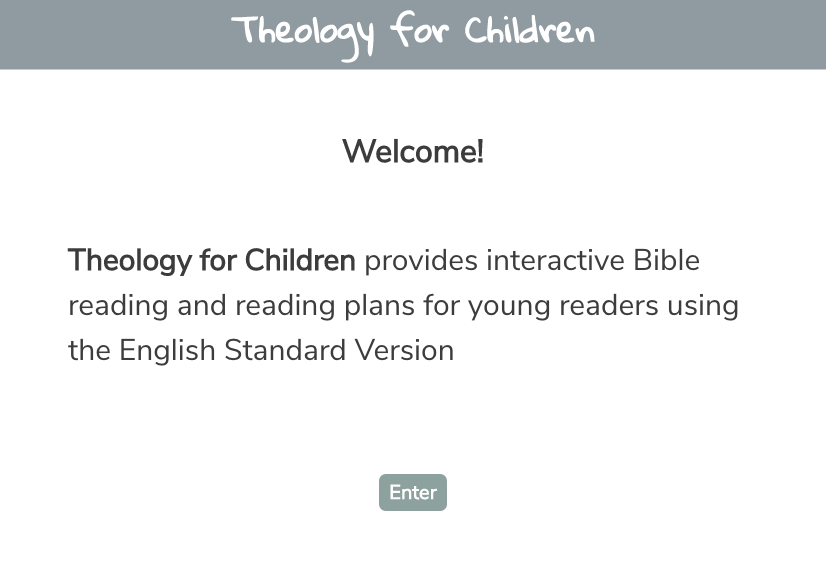 Theology for Children
Welcome!
Theology for Children provides interactive Bible
reading and reading plans for young readers using
the English Standard Version
Enter